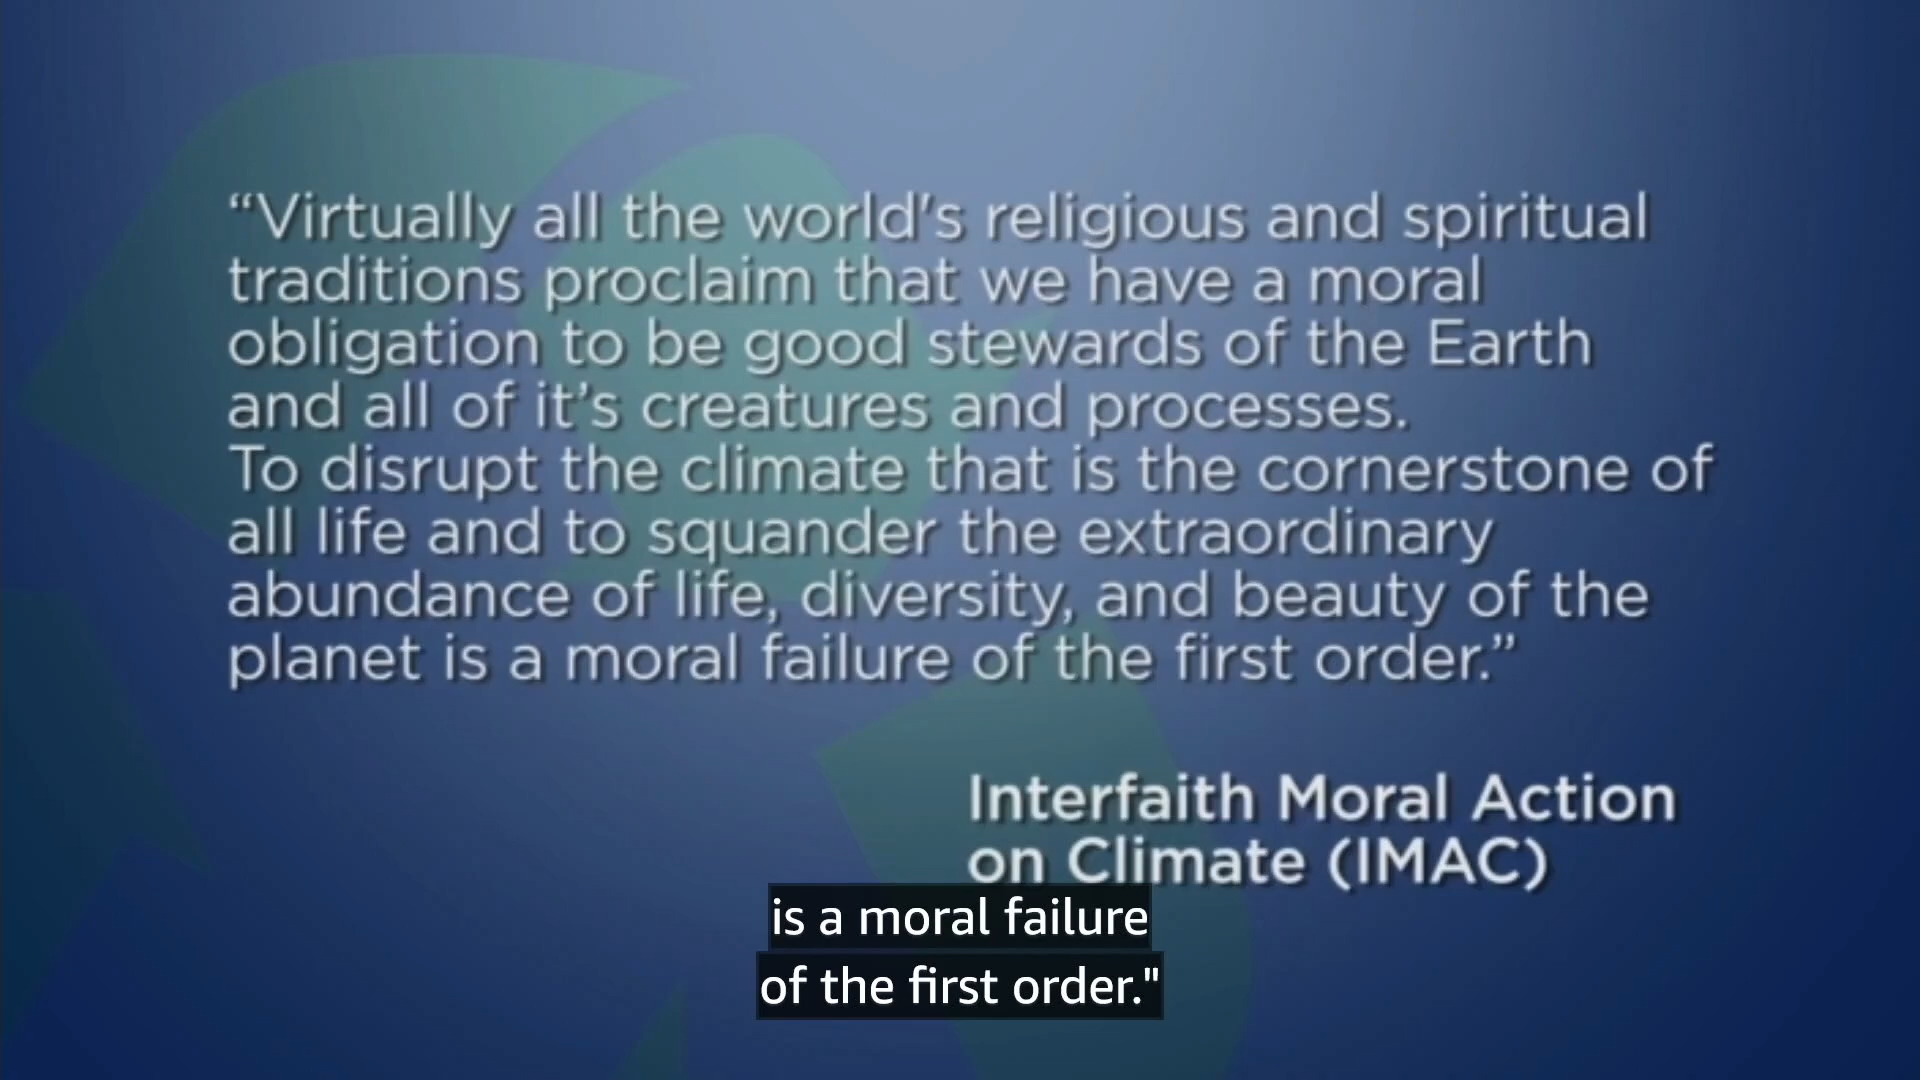 “Virtually all the world's religious and spiritual
traditions proclaim that we have a moral
obligation to be good stewards of the Earth
and all of it’s creatures and processes.
To disrupt the climate that is the cornerstone of
all life and to squander the extraordinary
abundance of life, diversity, and beauty of the
planet is a moral failure of the first order.”
Interfaith Moral Action
on Climate (IMAC)
is a moral failure
of the first order."